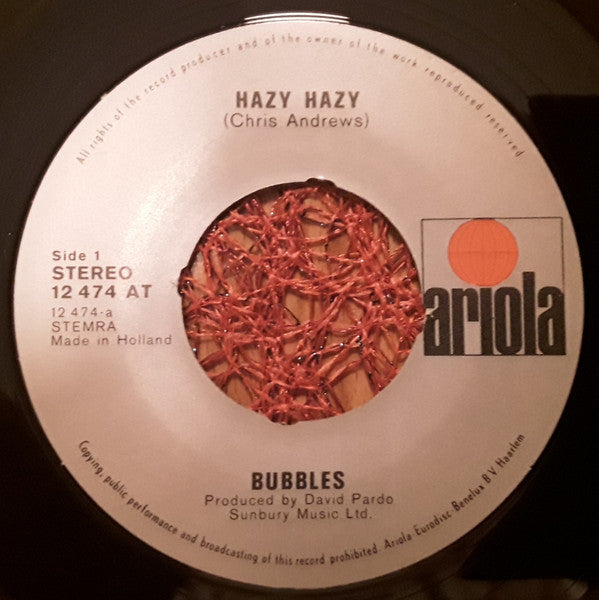 All rights of the record producer and of the owner of the work reproduced reserved
HAZY HAZY
(Chris Andrews)
Side 1
STEREO
12 474 AT
12 474-a
STEMRA
Made in Holland
ariola
BUBBLES
Produced by David Pardo
Sunbury Music Ltd.
Copying, public performance and broadcasting of this record prohibited. Ariola Eurodisc-Benelux B.V. Haarlem